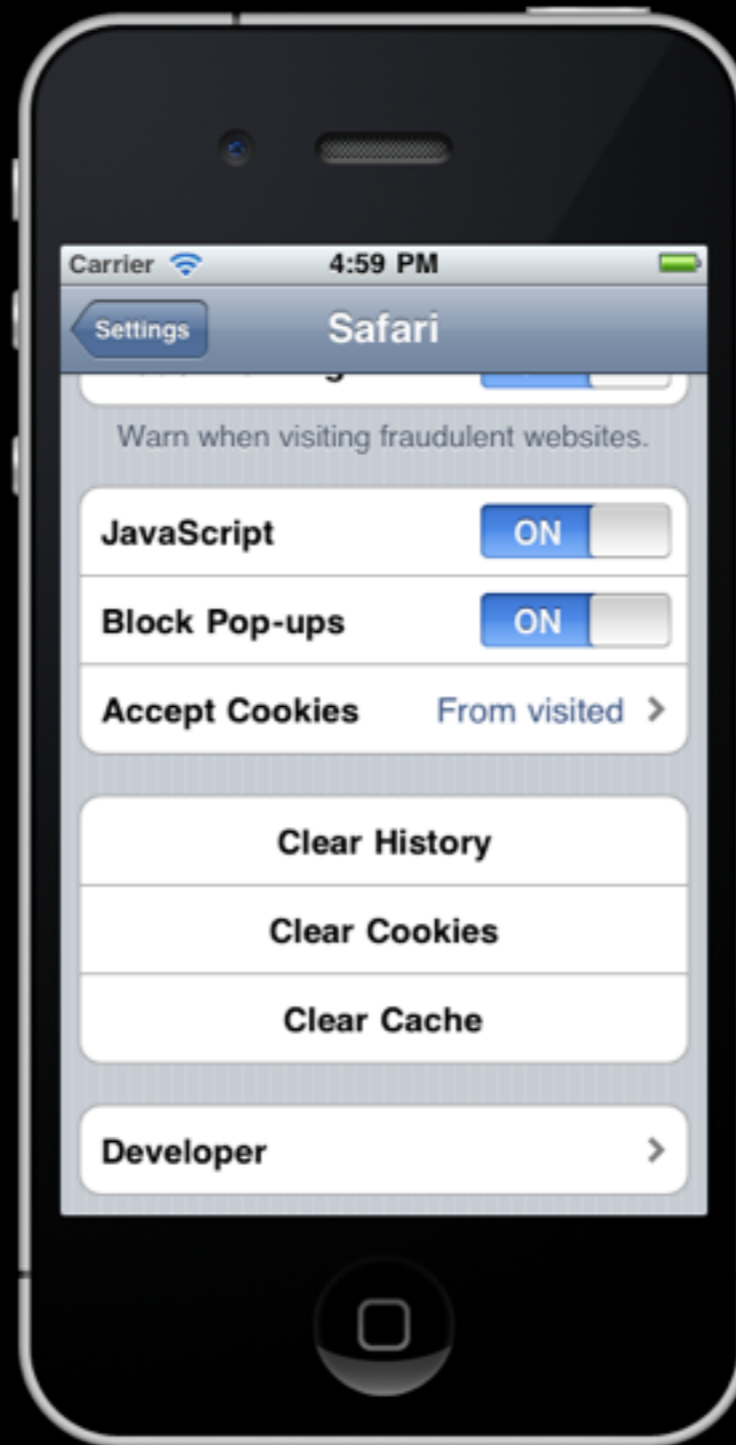 Carrier 4:59 PM
Settings Safari
Warn when visiting fraudulent websites.
JavaScript ON
Block Pop-ups ON
Accept Cookies From visited
Clear History
Clear Cookies
Clear Cache
Developer